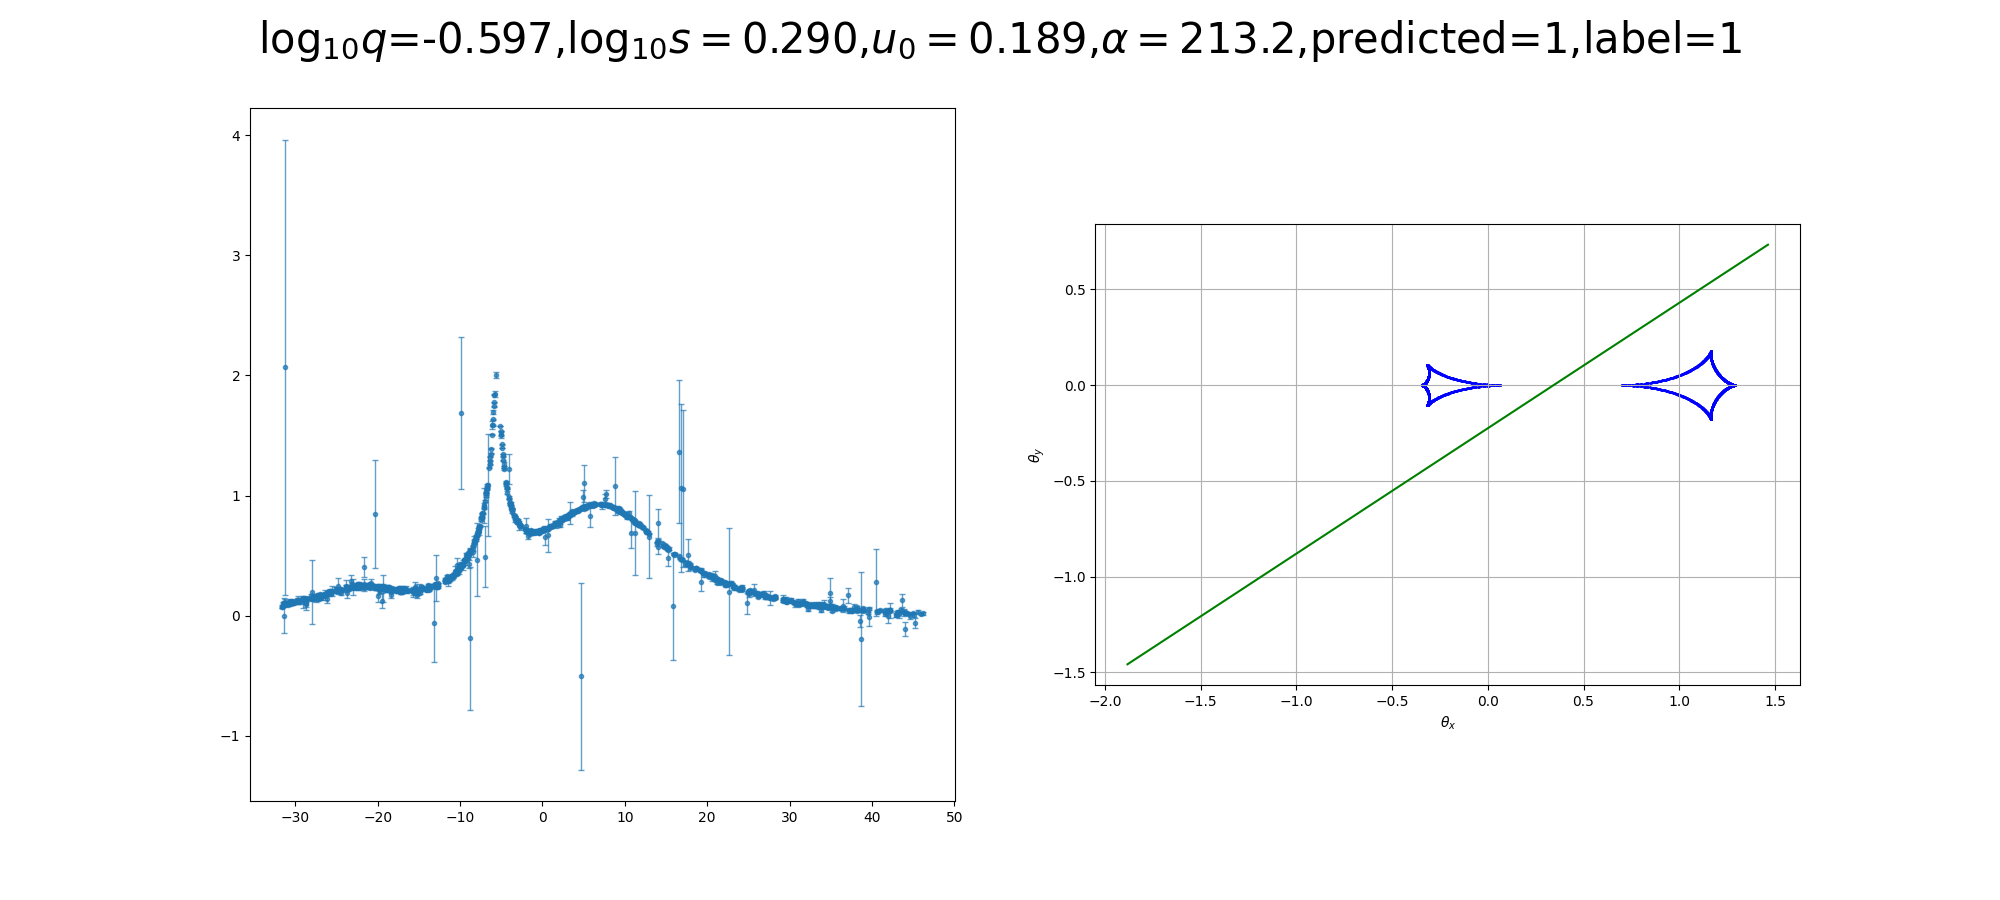 log₁₀q=-0.597,log₁₀s = 0.290,u₀ = 0.189,α = 213.2,predicted=1,label=1
4
3
2
1
0
−1
−30 −20 −10 0 10 20 30 40 50
θy
0.5
0.0
−0.5
−1.0
−1.5
−2.0 −1.5 −1.0 −0.5 0.0 0.5 1.0 1.5
θx